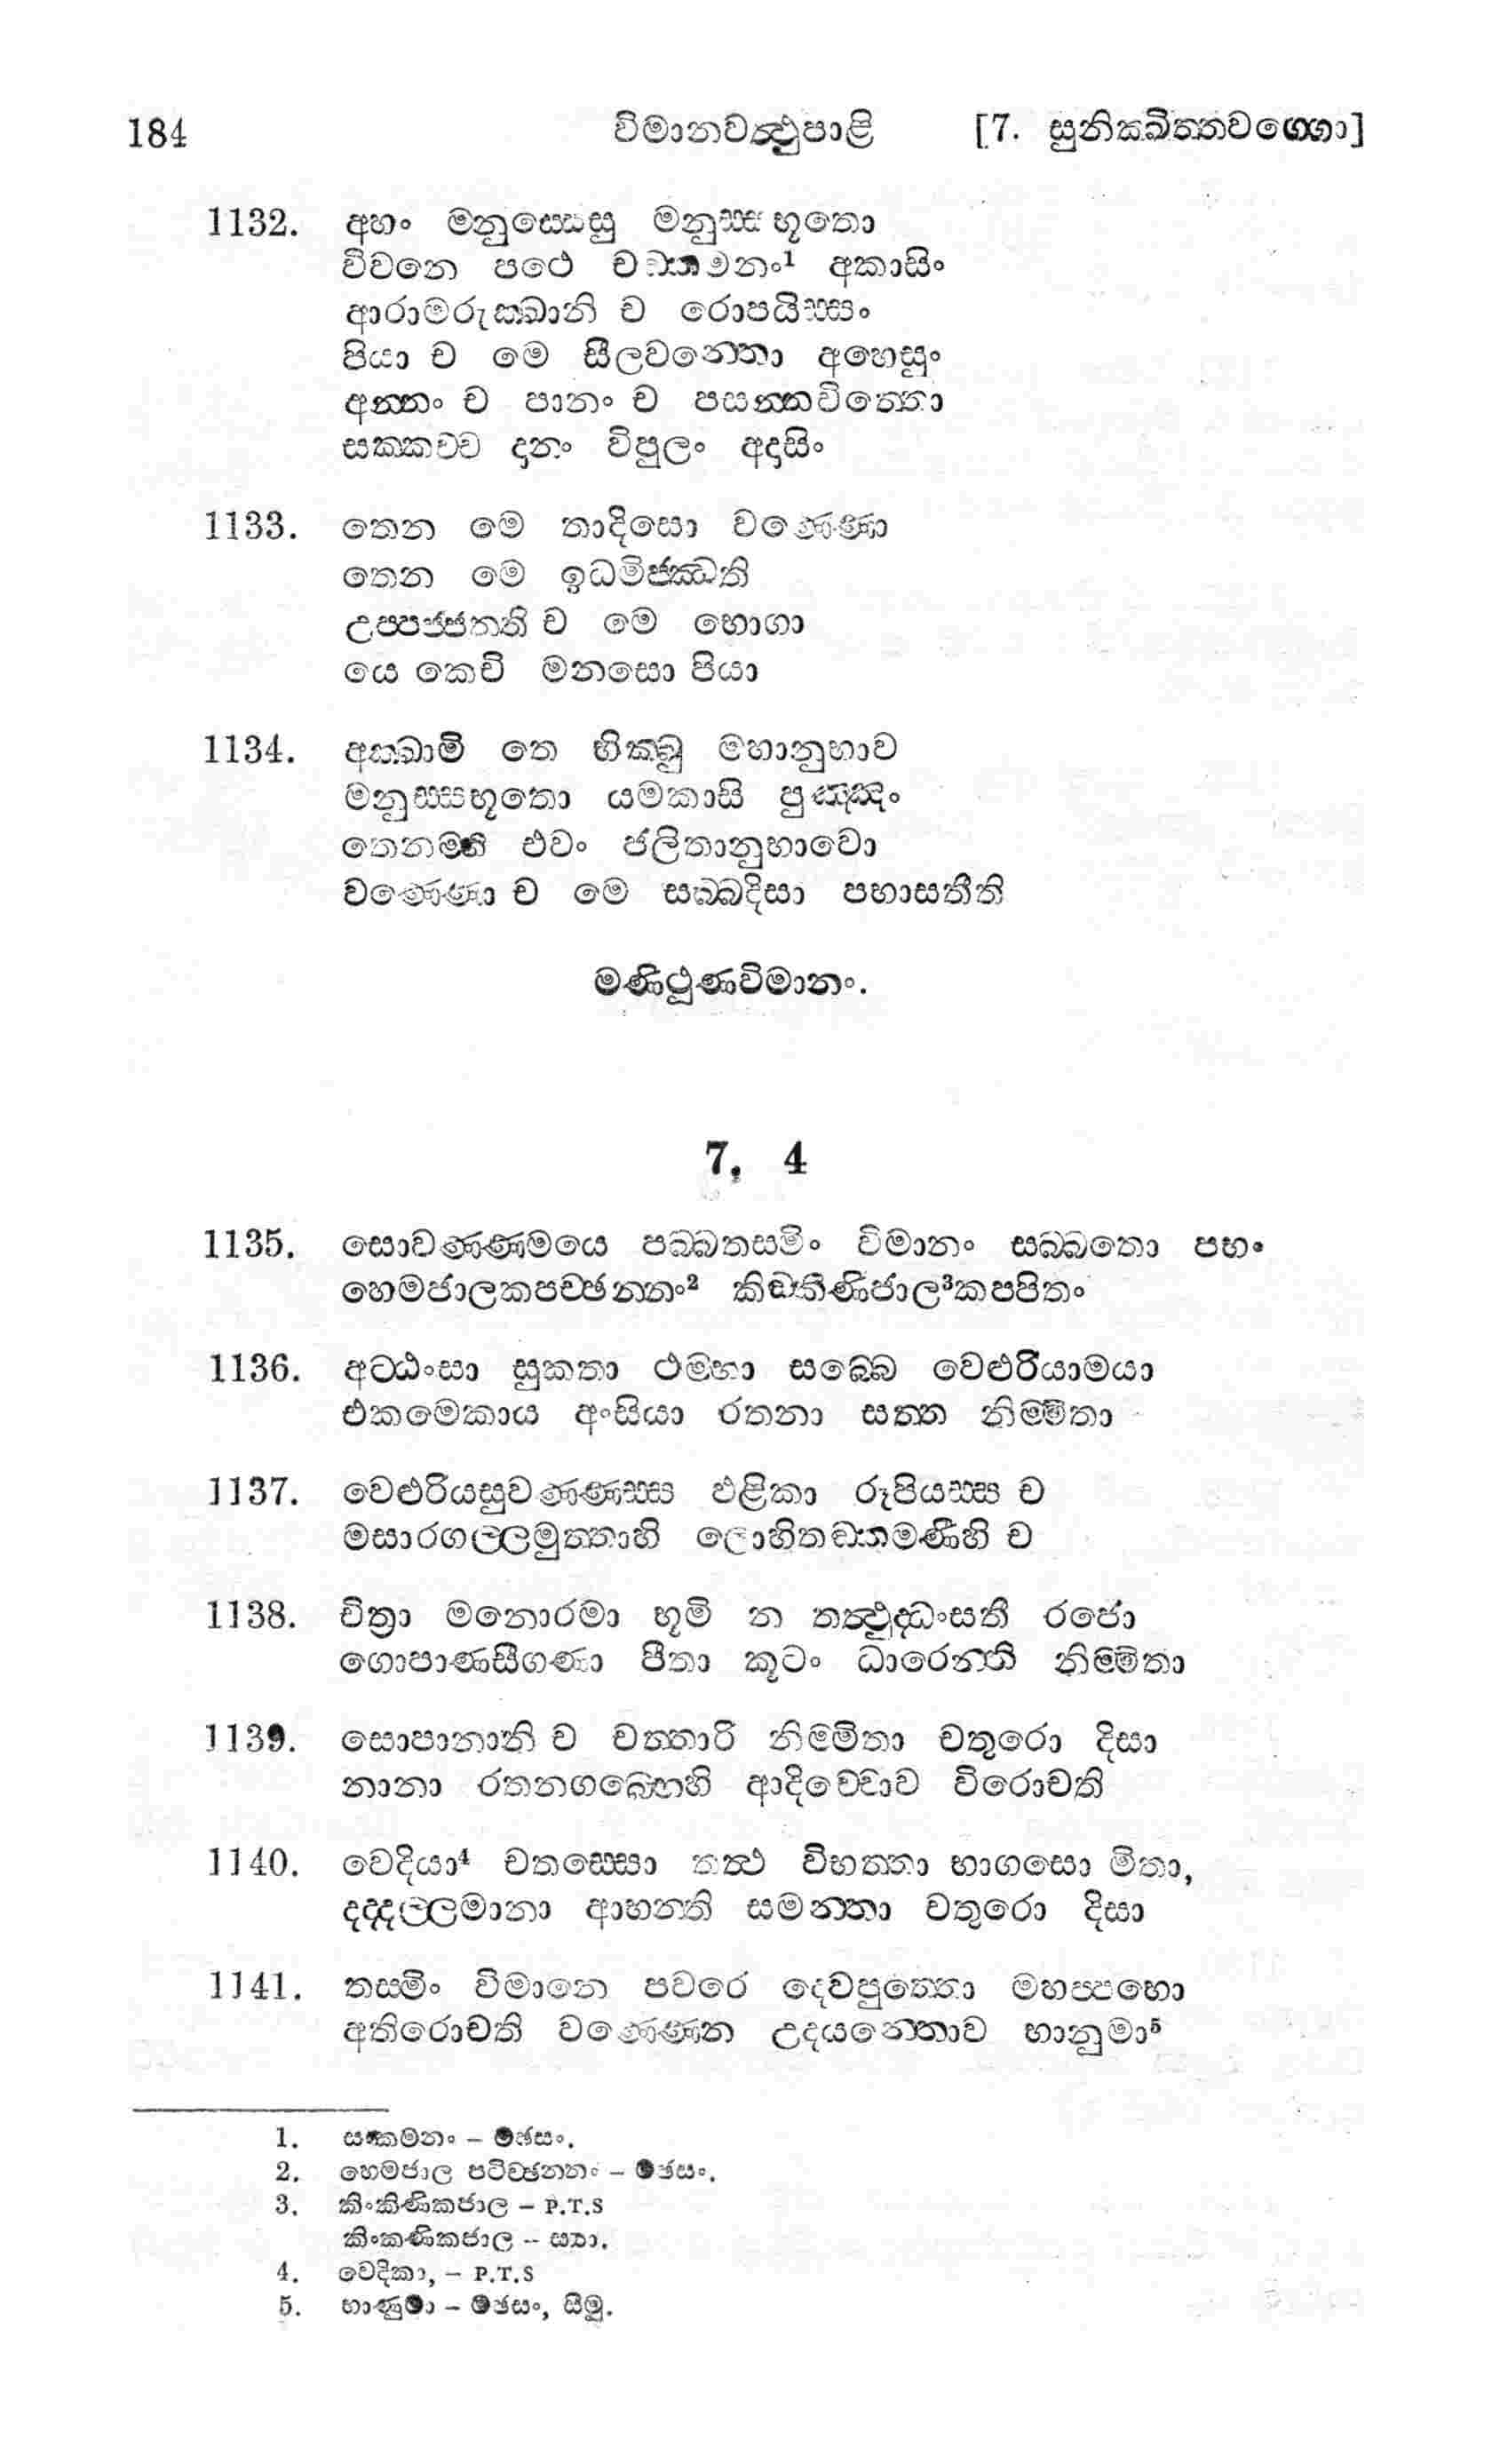 184 විමානවත්‍ථුපාළි [7. සුනික්ඛිත්තවග්ගො]
1132. අහං මනුස්සෙසු මනුස්සභූතො
විවනෙ පථෙ චඞ්කමනං¹ අකාසිං
ආරාමරුක්ඛානි ච රොපයිස්සං
පියා ච මෙ සීලවන්තො අහෙසුං
අන්නං ච පානං ච පසන්නචිත්තො
සක්කච්ච දානං විපුලං අදාසිං
1133. තෙන මෙ තාදිසො වණ්ණො
තෙන මෙ ඉධමිජ්ඣති
උප්පජ්ජන්ති ච මෙ භොගා
යෙ කෙචි මනසො පියා
1134. අක්ඛාමි තෙ භික්ඛු මහානුභාව
මනුස්සභූතො යමකාසි පුඤ්ඤං
තෙනම්හි එවං ජලිතානුභාවො
වණ්ණො ච මෙ සබ්බදිසා පභාසතීති
මණිථූණවිමානං.
7, 4
1135. සොවණ්ණමයෙ පබ්බතස්මිං විමානං සබ්බතො පභං
හෙමජාලකපච්ඡන්නං² කිඞ්කිණිජාල³කප්පිතං
1136. අට්ඨංසා සුකතා ථම්භා සබ්බෙ වෙළුරියාමයා
එකමෙකාය අංසියා රතනා සත්ත නිම්මිතා
1137. වෙළුරියසුවණ්ණස්ස ඵළිකා රූපියස්ස ච
මසාරගල්ලමුත්තාහි ලොහිතඞ්කමණීහි ච
1138. චිත්‍රා මනොරමා භූමි න තත්‍ථුද්ධංසතී රජො
ගොපාණසීගණා පීතා කූටං ධාරෙන්ති නිම්මිතා
1139. සොපානානි ච චත්තාරි නිම්මිතා චතුරො දිසා
නානා රතනගබ්භෙහි ආදිච්චොව විරොචති
1140. වෙදියා⁴ චතස්සො තත්‍ථ විභත්තා භාගසො මිතා,
දද්දල්ලමානා ආභන්ති සමන්තා චතුරො දිසා
1141. තස්මිං විමානෙ පවරෙ දෙවපුත්තො මහප්පභො
අතිරොචති වණ්ණෙන උදයන්තොව භානුමා⁵
1. සඞ්කමනං – මඡසං.
2. හෙමජාල පටිච්ඡන්නං – මඡසං.
3. කිංකිණිකජාල – P.T.S
කිංකණිකජාල – ස්‍යා.
4. වෙදිකා, – P.T.S
5. භාණුමා – මඡසං, සීමු.